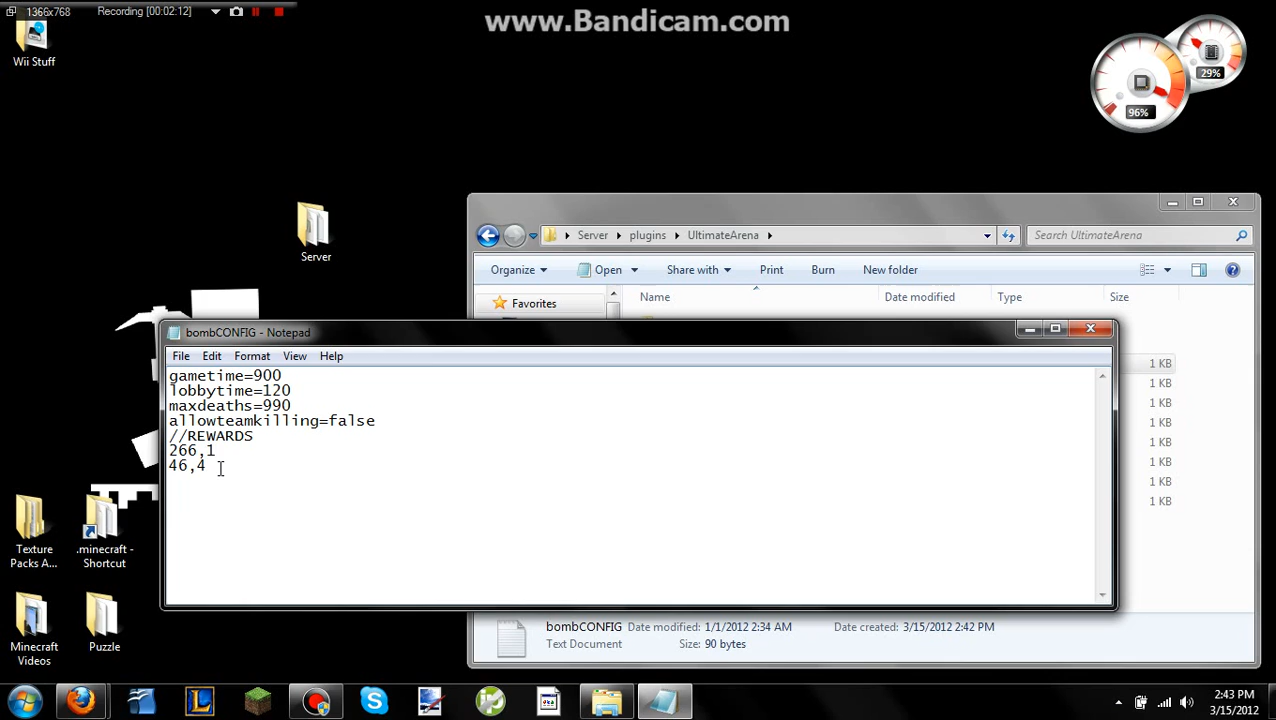 1366x768
Recording [00:02:12]
www.Bandicam.com
Wii Stuff
29%
96%
Server
Server
plugins
UltimateArena
Search UltimateArena
Organize
Open
Share with
Print
Burn
New folder
Favorites
Name
Date modified
Type
Size
bombCONFIG - Notepad
File
Edit
Format
View
Help
gametime=900
lobbytime=120
maxdeaths=990
allowteamkilling=false
//REWARDS
266,1
46,4
1 KB
1 KB
1 KB
1 KB
1 KB
1 KB
1 KB
1 KB
Texture
Packs A...
.minecraft -
Shortcut
Minecraft
Videos
Puzzle
bombCONFIG
Date modified: 1/1/2012 2:34 AM
Date created: 3/15/2012 2:42 PM
Text Document
Size: 90 bytes
2:43 PM
3/15/2012